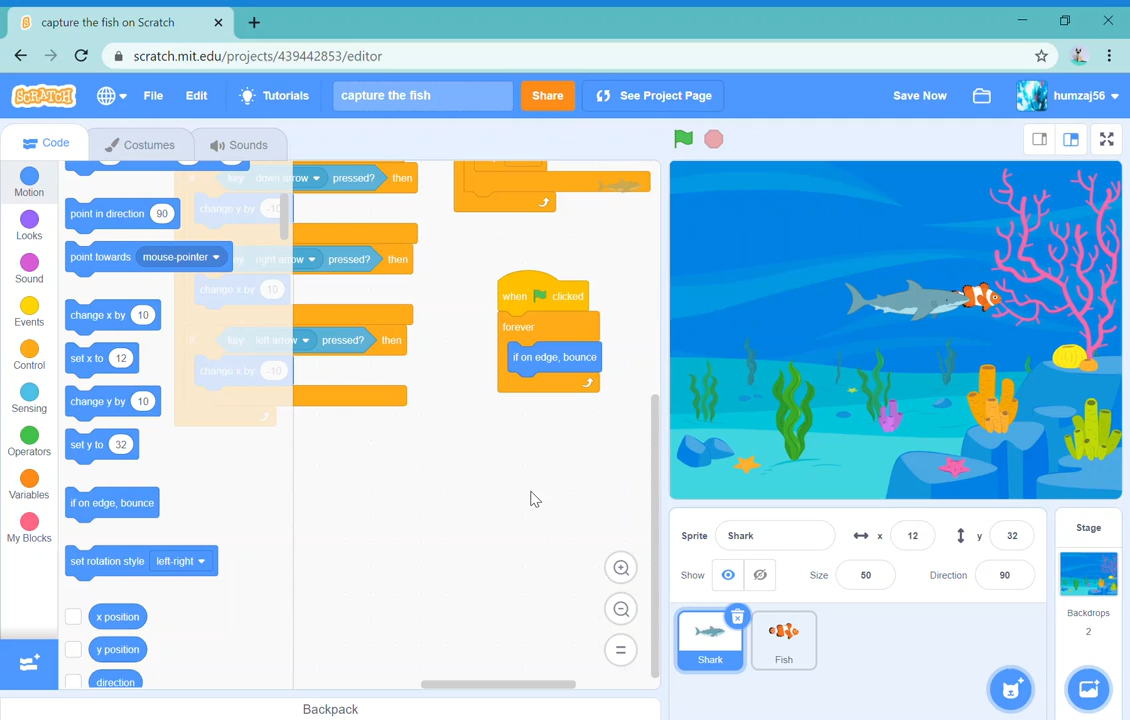 capture the fish on Scratch
scratch.mit.edu/projects/439442853/editor
SCRATCH
File
Edit
Tutorials
capture the fish
Share
See Project Page
Save Now
humzaj56
Code
Costumes
Sounds
Motion
Looks
Sound
Events
Control
Sensing
Operators
Variables
My Blocks
point in direction 90
point towards mouse-pointer
change x by 10
set x to 12
change y by 10
set y to 32
if on edge, bounce
set rotation style left-right
x position
y position
direction
if key down arrow pressed? then
change y by -10
key right arrow pressed? then
change x by 10
if key left arrow pressed? then
change x by -10
when clicked
forever
if on edge, bounce
Backpack
Sprite Shark x 12 y 32
Show Size 50 Direction 90
Shark
Fish
Stage
Backdrops
2